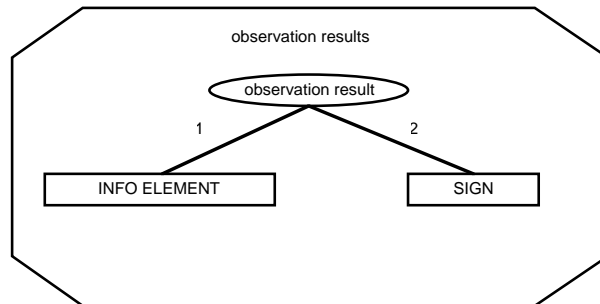 observation results
observation result
1
2
INFO ELEMENT
SIGN